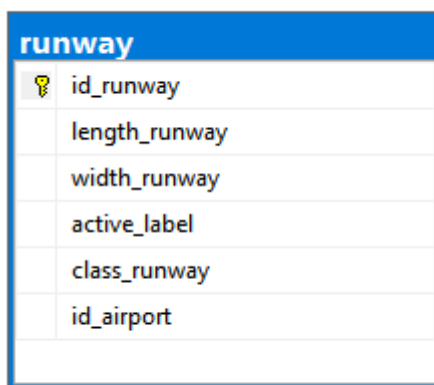 runway
id_runway
length_runway
width_runway
active_label
class_runway
id_airport